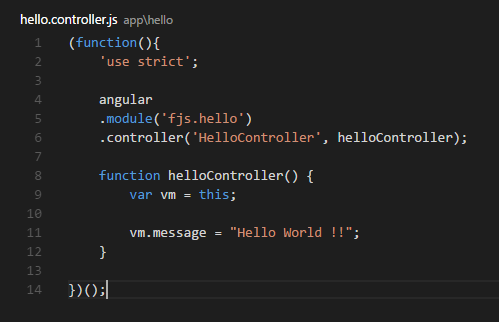 hello.controller.js app\hello
1 (function(){
2 'use strict';
3
4 angular
5 .module('fjs.hello')
6 .controller('HelloController', helloController);
7
8 function helloController() {
9 var vm = this;
10
11 vm.message = "Hello World !!";
12 }
13
14 })();